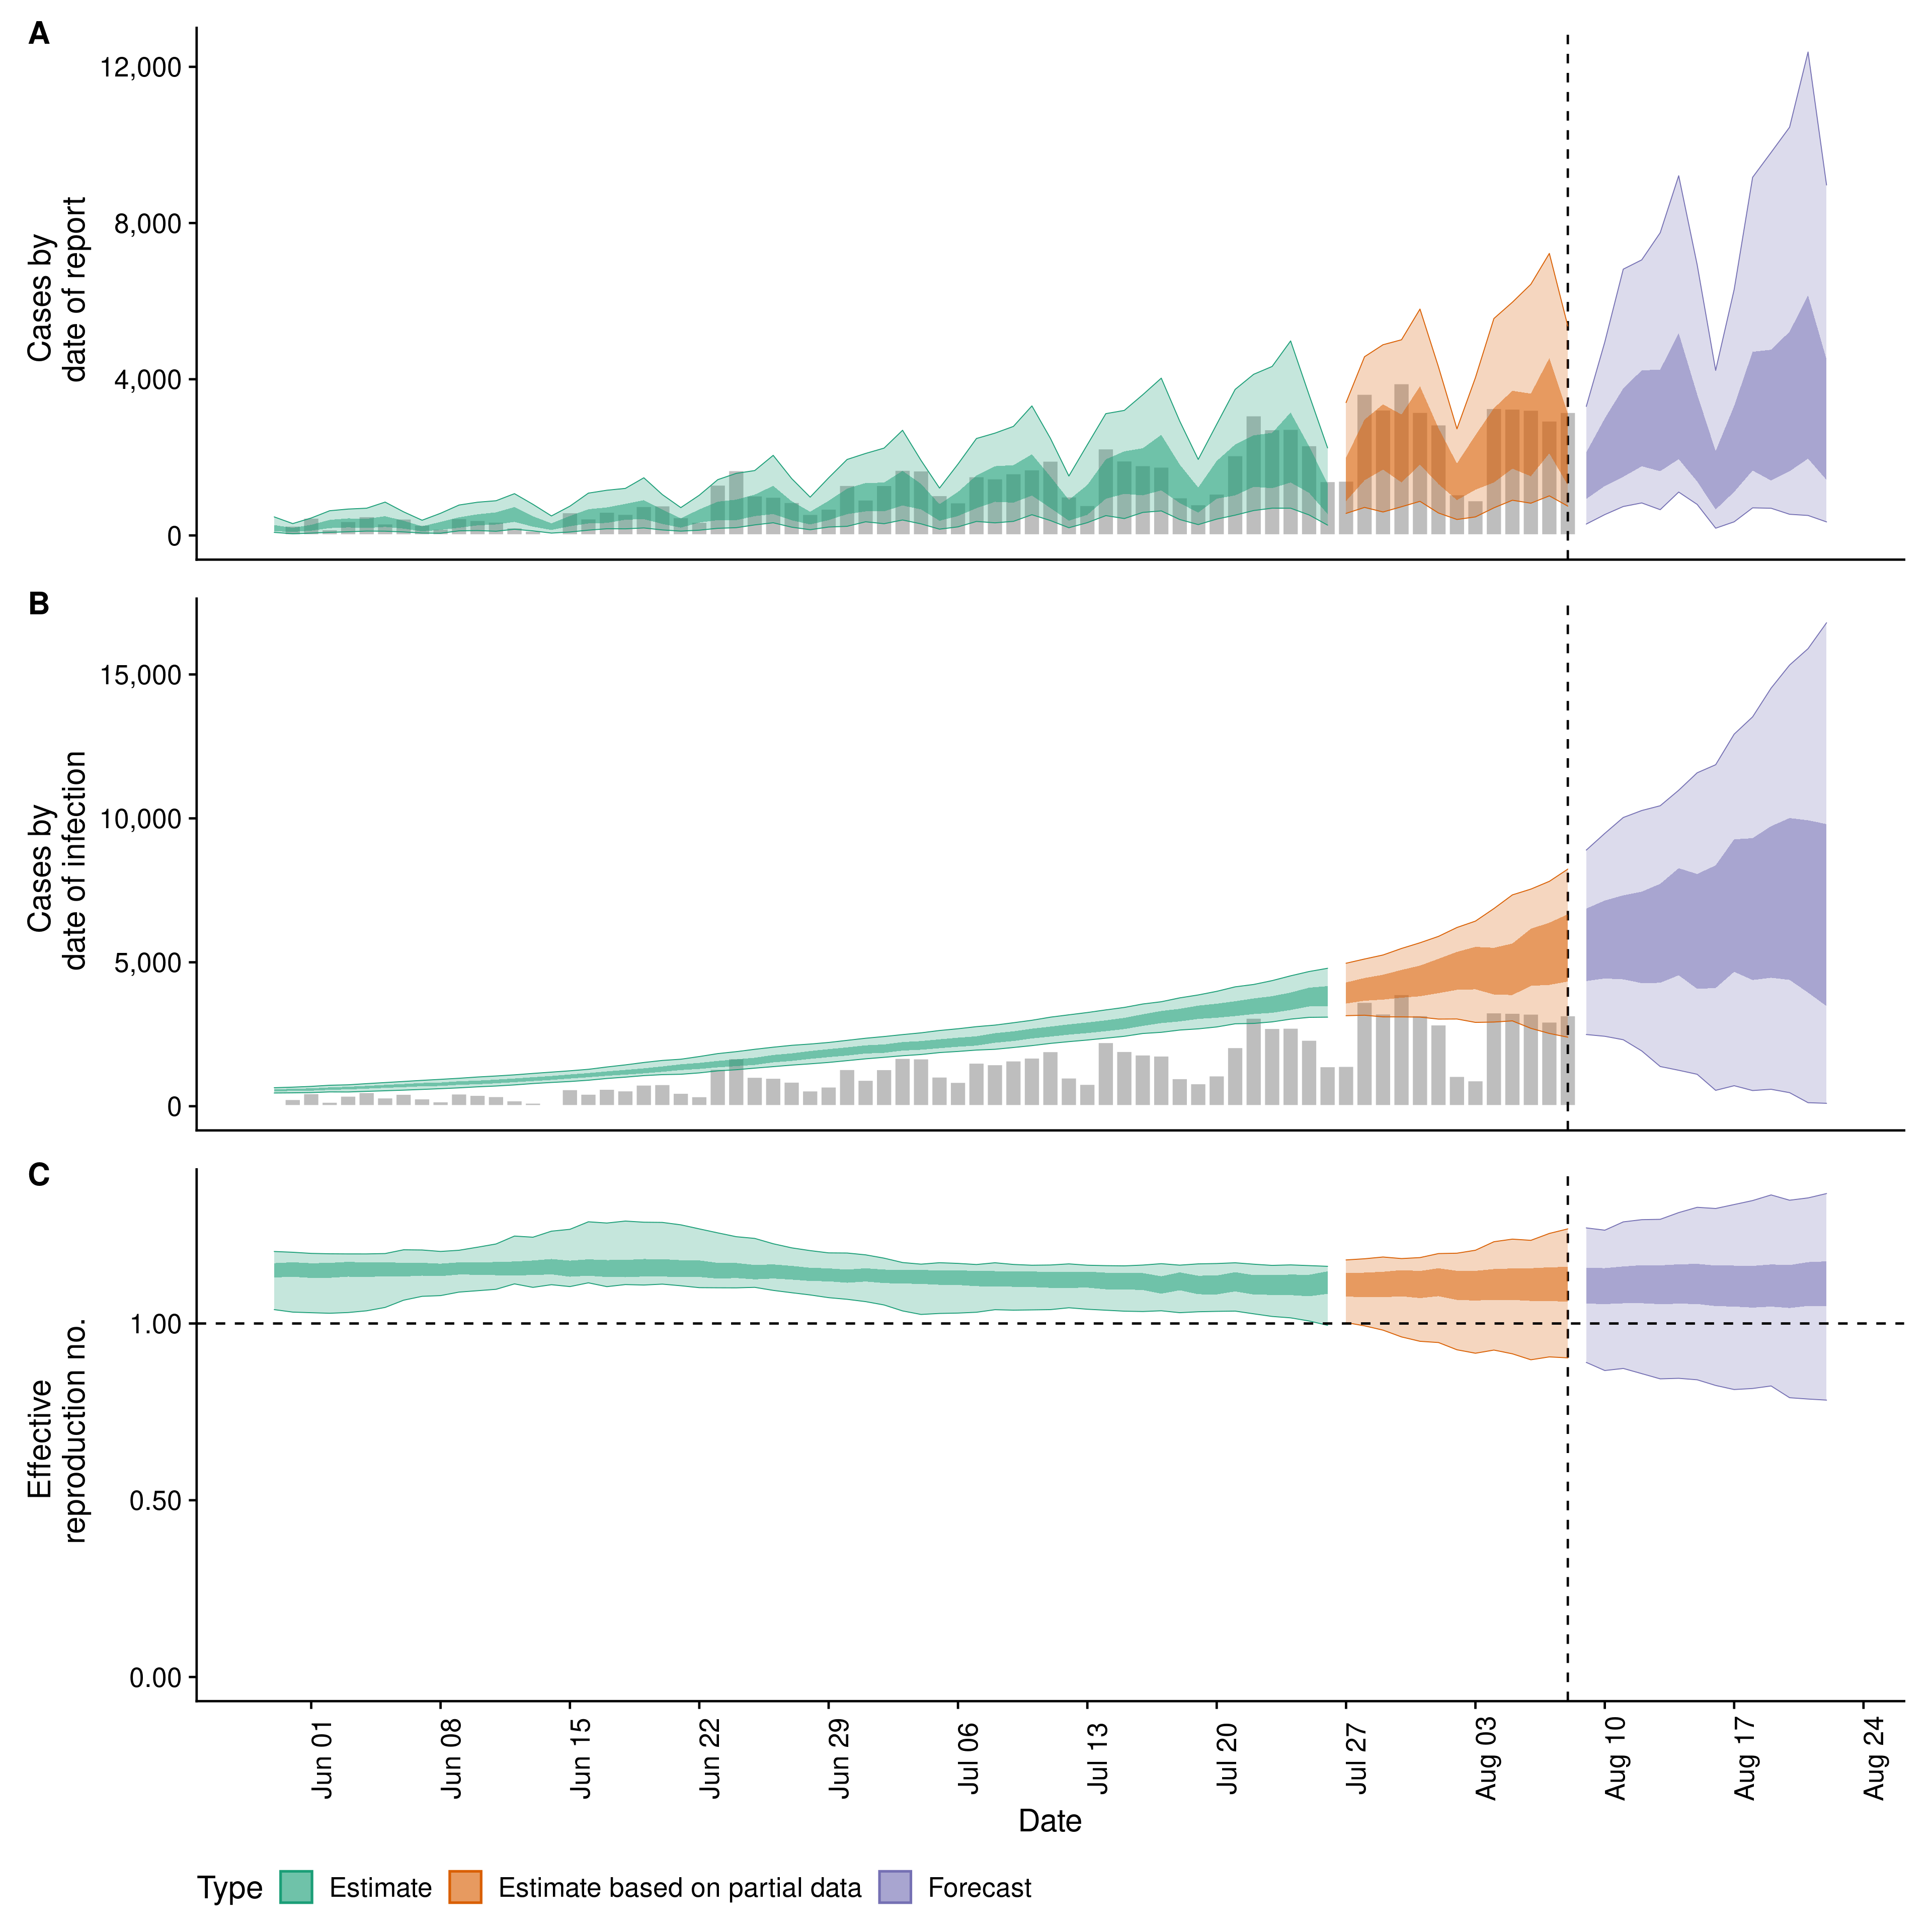 A
12,000
8,000
4,000
0
Cases by
date of report
B
15,000
10,000
5,000
0
Cases by
date of infection
C
1.00
0.50
0.00
Effective
reproduction no.
Jun 01
Jun 08
Jun 15
Jun 22
Jun 29
Jul 06
Jul 13
Jul 20
Jul 27
Aug 03
Aug 10
Aug 17
Aug 24
Date
Type Estimate Estimate based on partial data Forecast